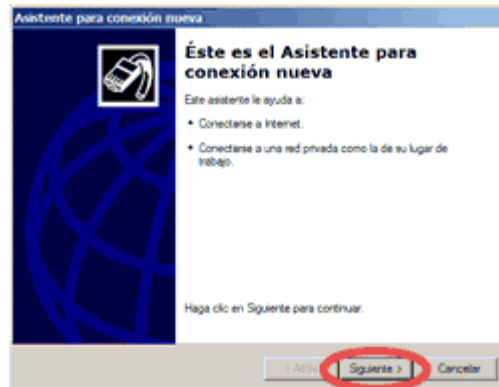 Asistente para conexión nueva
Éste es el Asistente para
conexión nueva
Este asistente le ayuda a:
• Conectarse a Internet.
• Conectarse a una red privada como la de su lugar de
trabajo.
Haga clic en Siguiente para continuar.
< Atrás Siguiente > Cancelar